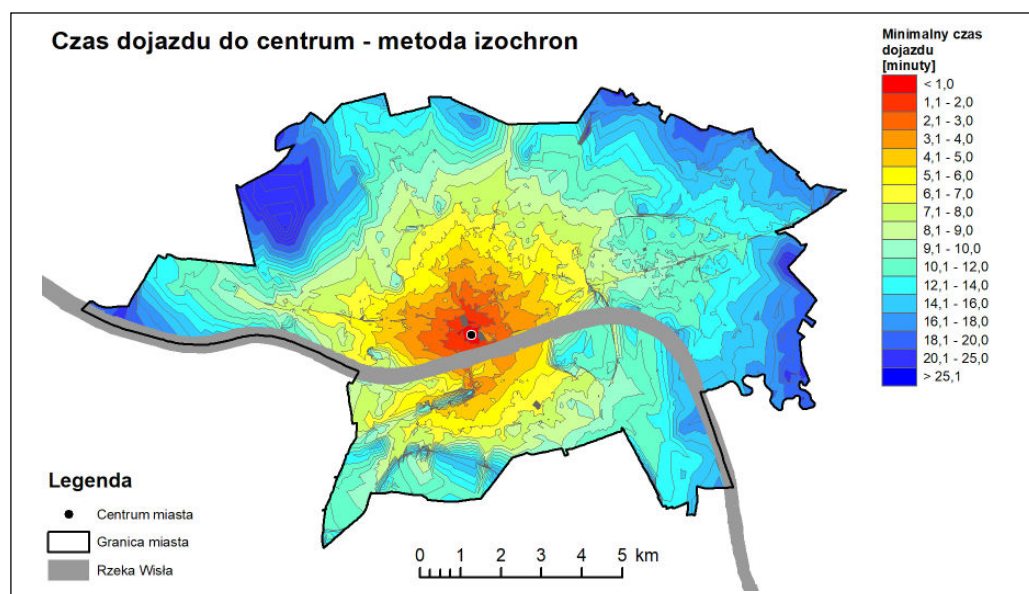 Czas dojazdu do centrum - metoda izochron
Minimalny czas
dojazdu
[minuty]
< 1,0
1,1 - 2,0
2,1 - 3,0
3,1 - 4,0
4,1 - 5,0
5,1 - 6,0
6,1 - 7,0
7,1 - 8,0
8,1 - 9,0
9,1 - 10,0
10,1 - 12,0
12,1 - 14,0
14,1 - 16,0
16,1 - 18,0
18,1 - 20,0
20,1 - 25,0
> 25,1
Legenda
Centrum miasta
Granica miasta
Rzeka Wisła
0 1 2 3 4 5 km